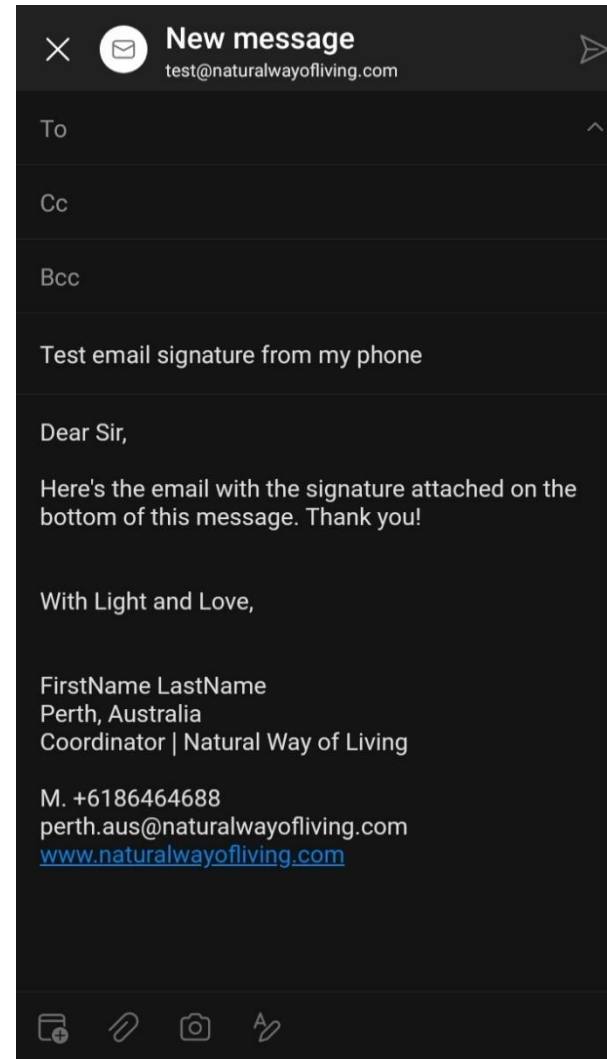 New message
test@naturalwayofliving.com
To
Cc
Bcc
Test email signature from my phone
Dear Sir,
Here's the email with the signature attached on the
bottom of this message. Thank you!
With Light and Love,
FirstName LastName
Perth, Australia
Coordinator | Natural Way of Living
M. +6186464688
perth.aus@naturalwayofliving.com
www.naturalwayofliving.com